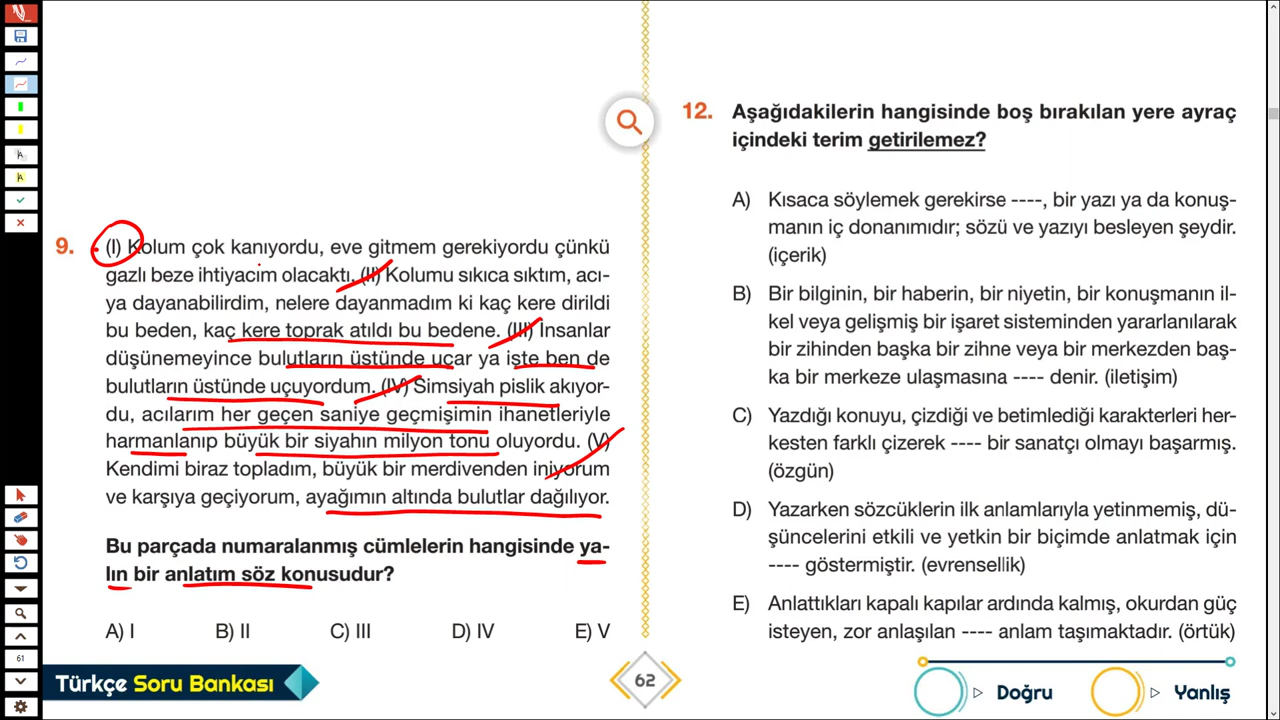 9. (I) Kolum çok kanıyordu, eve gitmem gerekiyordu çünkü
gazlı beze ihtiyacim olacaktı. (II) Kolumu sıkıca sıktım, acı-
ya dayanabilirdim, nelere dayanmadım ki kaç kere dirildi
bu beden, kaç kere toprak atıldı bu bedene. (III) İnsanlar
düşünemeyince bulutların üstünde uçar ya işte ben de
bulutların üstünde uçuyordum. (IV) Simsiyah pislik akıyor-
du, acılarım her geçen saniye geçmişimin ihanetleriyle
harmanlanıp büyük bir siyahın milyon tonu oluyordu. (V)
Kendimi biraz topladım, büyük bir merdivenden iniyorum
ve karşıya geçiyorum, ayağımın altında bulutlar dağılıyor.
Bu parçada numaralanmış cümlelerin hangisinde ya-
lın bir anlatım söz konusudur?
A) I B) II C) III D) IV E) V
12. Aşağıdakilerin hangisinde boş bırakılan yere ayraç
içindeki terim getirilemez?
A) Kısaca söylemek gerekirse ----, bir yazı ya da konuş-
manın iç donanımıdır; sözü ve yazıyı besleyen şeydir.
(içerik)
B) Bir bilginin, bir haberin, bir niyetin, bir konuşmanın il-
kel veya gelişmiş bir işaret sisteminden yararlanılarak
bir zihinden başka bir zihne veya bir merkezden baş-
ka bir merkeze ulaşmasına ---- denir. (iletişim)
C) Yazdığı konuyu, çizdiği ve betimlediği karakterleri her-
kesten farklı çizerek ---- bir sanatçı olmayı başarmış.
(özgün)
D) Yazarken sözcüklerin ilk anlamlarıyla yetinmemiş, dü-
şüncelerini etkili ve yetkin bir biçimde anlatmak için
---- göstermiştir. (evrensellik)
E) Anlattıkları kapalı kapılar ardında kalmış, okurdan güç
isteyen, zor anlaşılan ---- anlam taşımaktadır. (örtük)
61
Türkçe Soru Bankası
62
Doğru
Yanlış